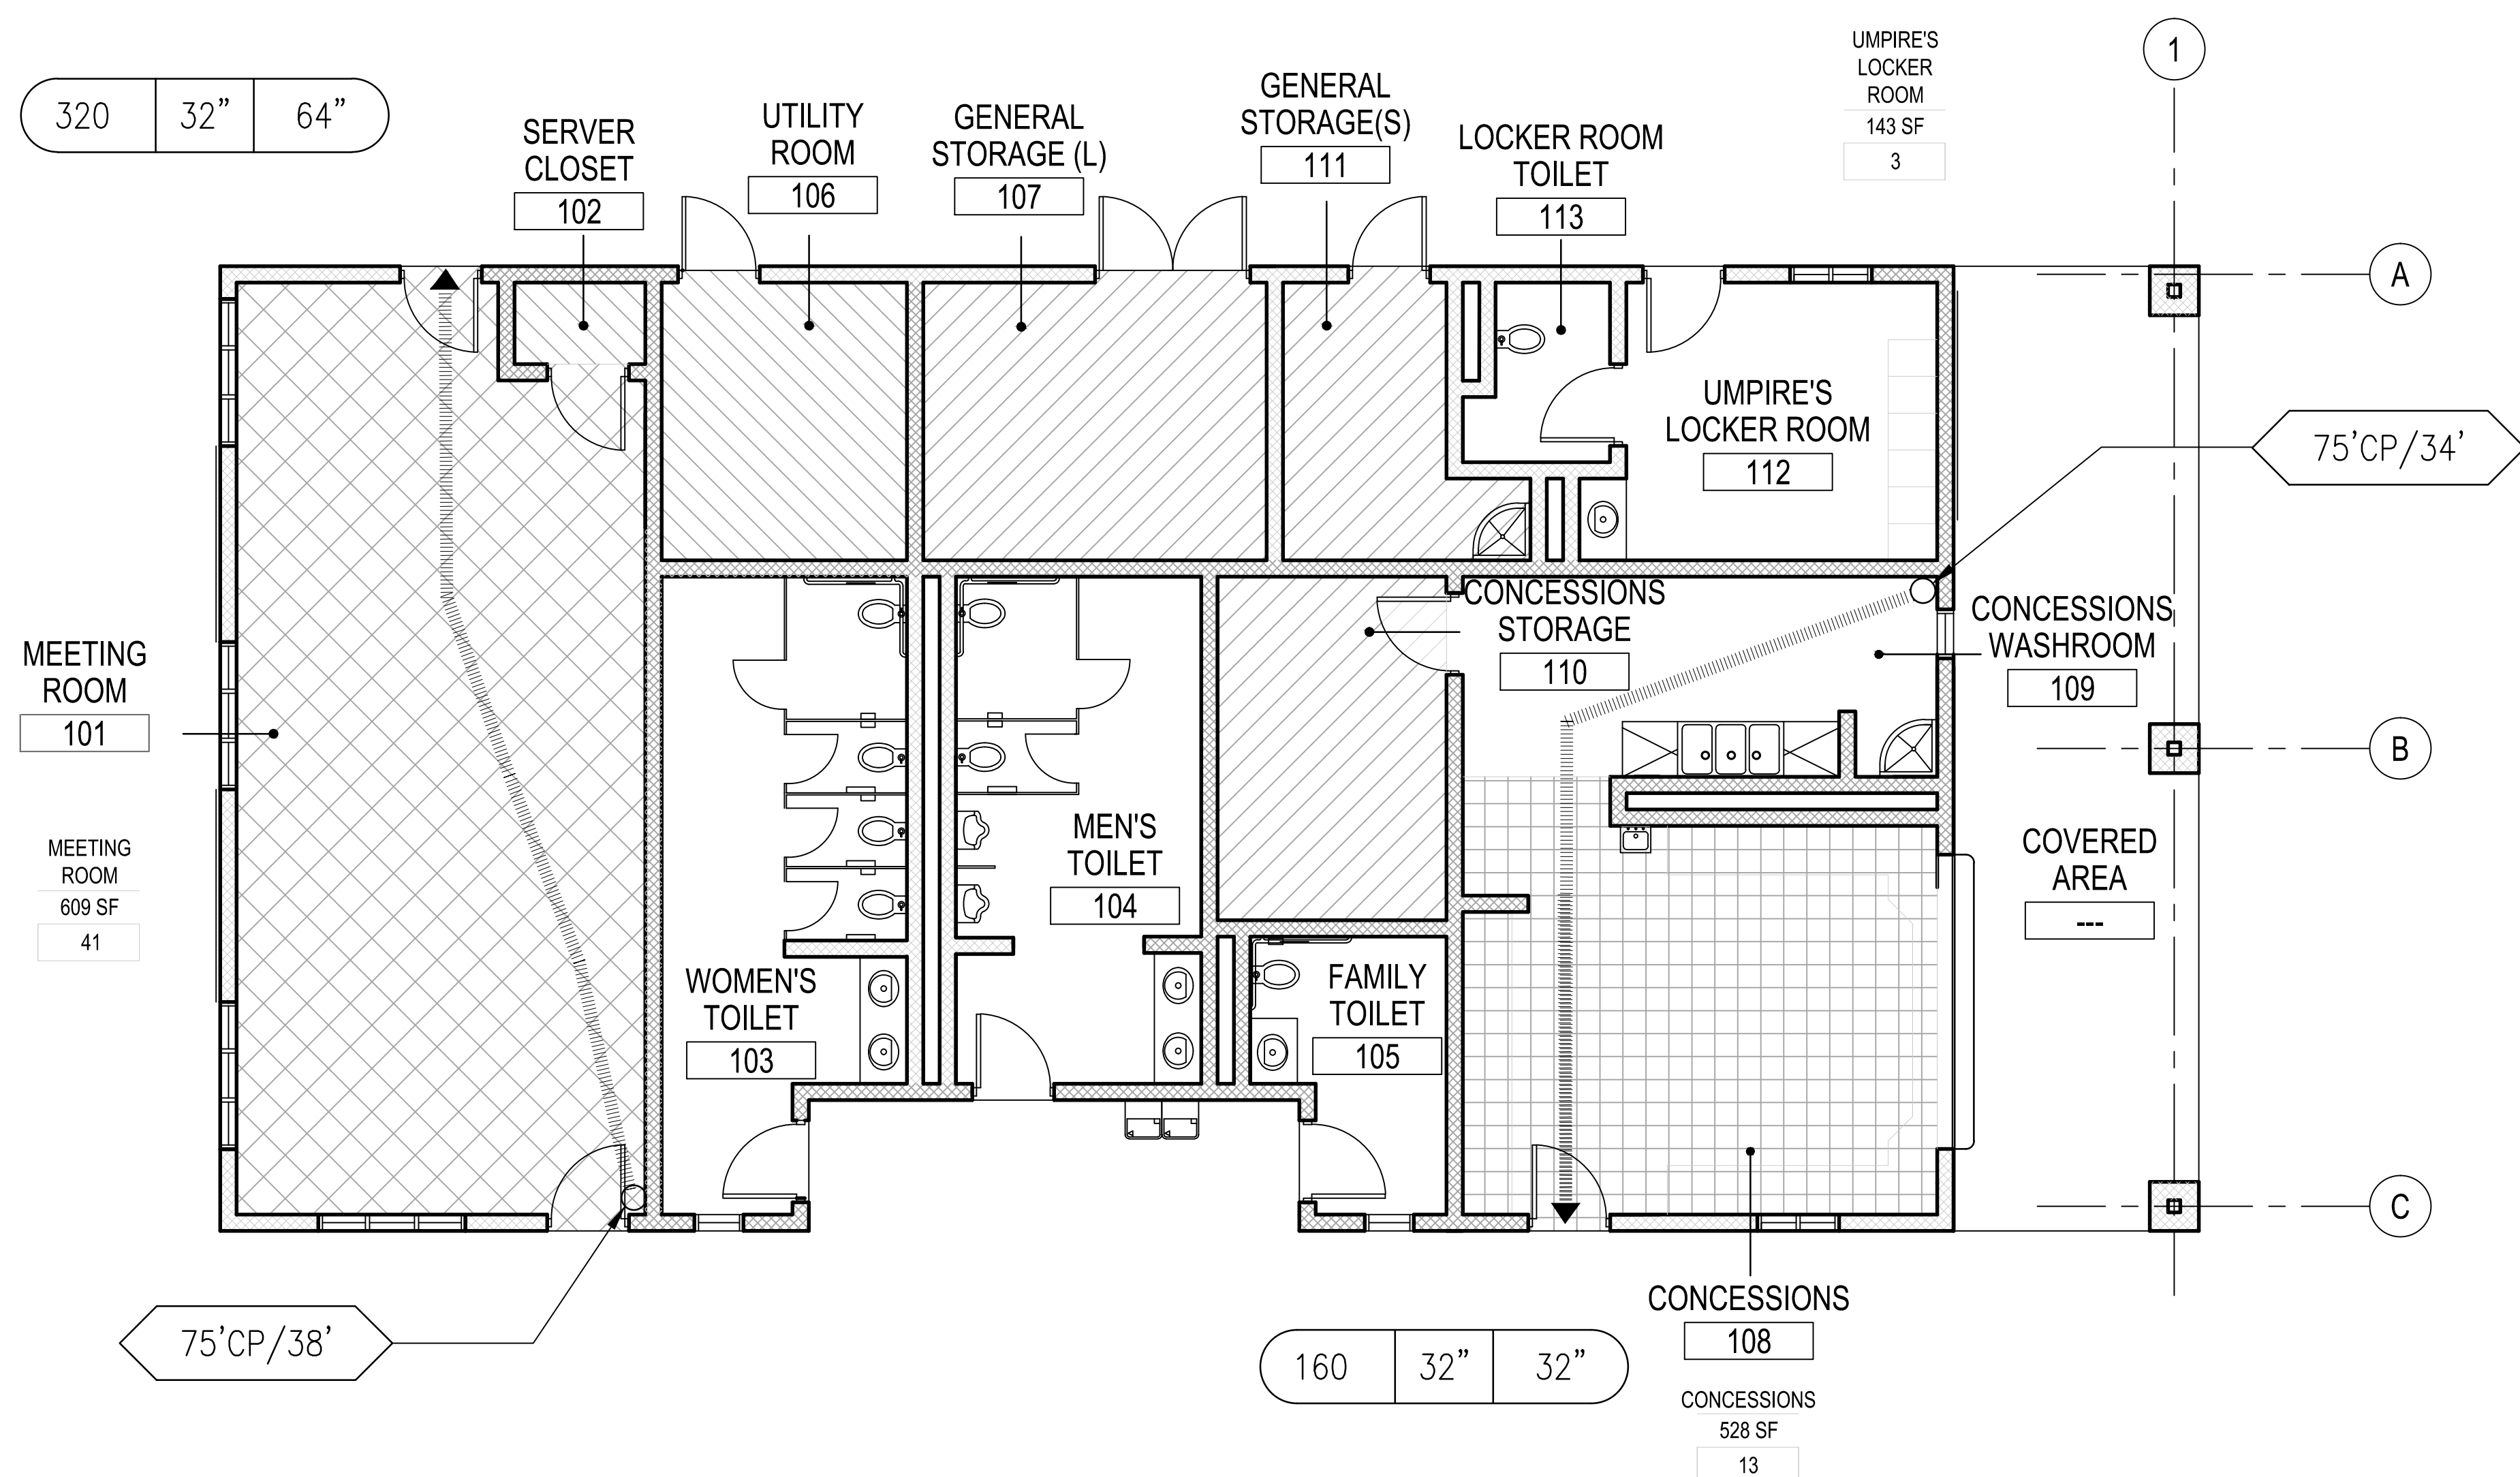 320 32” 64”
SERVER
CLOSET
102
UTILITY
ROOM
106
GENERAL
STORAGE (L)
107
GENERAL
STORAGE(S)
111
LOCKER ROOM
TOILET
113
UMPIRE'S
LOCKER
ROOM
143 SF
3
1
A
UMPIRE'S
LOCKER ROOM
112
75’CP/34’
MEETING
ROOM
101
CONCESSIONS
STORAGE
110
CONCESSIONS
WASHROOM
109
B
MEETING
ROOM
609 SF
41
MEN'S
TOILET
104
COVERED
AREA
---
WOMEN'S
TOILET
103
FAMILY
TOILET
105
C
75’CP/38’
CONCESSIONS
108
160 32” 32”
CONCESSIONS
528 SF
13